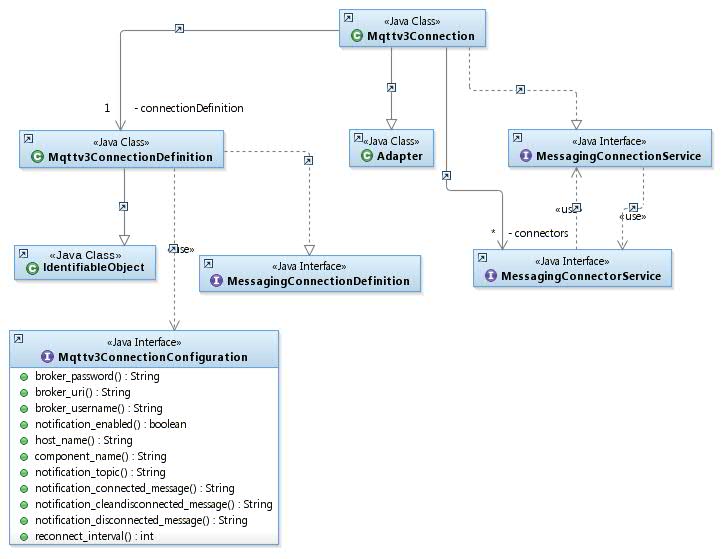 «Java Class»
Mqttv3Connection
1
- connectionDefinition
«Java Class»
Mqttv3ConnectionDefinition
«Java Class»
Adapter
«Java Interface»
MessagingConnectionService
«use»
«use»
* - connectors
«Java Class»
IdentifiableObject
«use»
«Java Interface»
MessagingConnectionDefinition
«Java Interface»
MessagingConnectorService
«Java Interface»
Mqttv3ConnectionConfiguration
broker_password() : String
broker_uri() : String
broker_username() : String
notification_enabled() : boolean
host_name() : String
component_name() : String
notification_topic() : String
notification_connected_message() : String
notification_cleandisconnected_message() : String
notification_disconnected_message() : String
reconnect_interval() : int